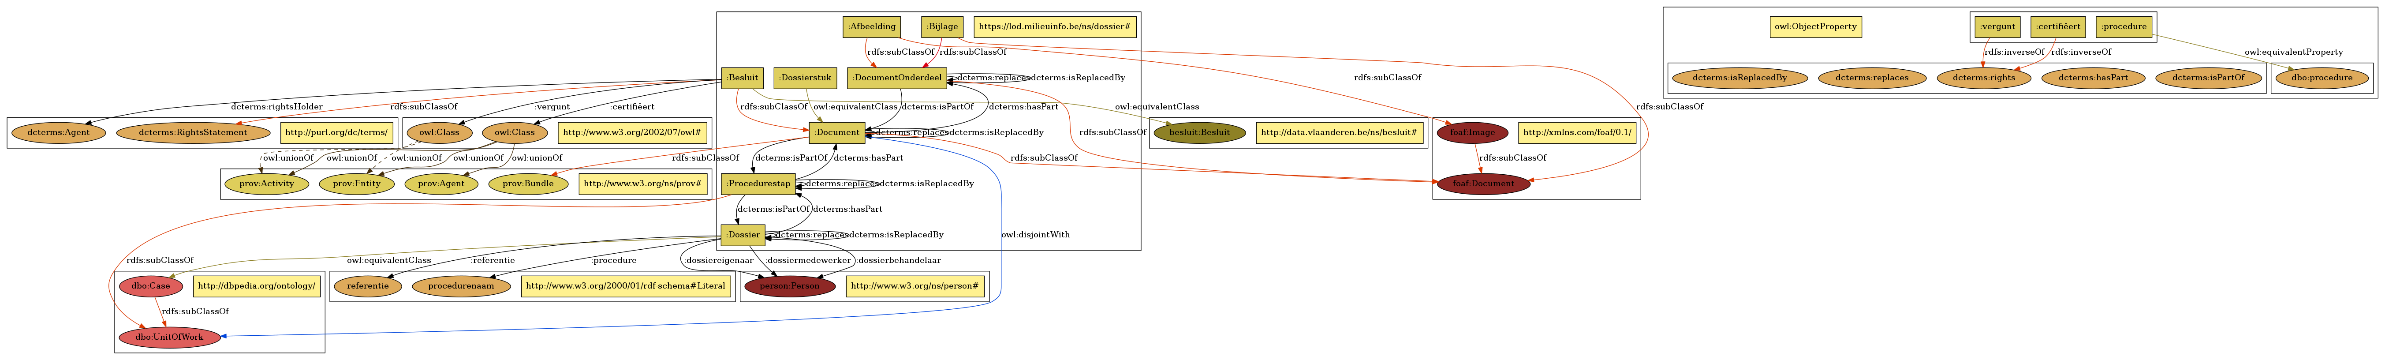 :Afbeelding
:Bijlage
https://lod.milieuinfo.be/ns/dossier#
owl:ObjectProperty
:vergunt
:certifiëert
:procedure
rdfs:subClassOf
rdfs:subClassOf
rdfs:inverseOf
rdfs:inverseOf
owl:equivalentProperty
:Besluit
:Dossierstuk
:DocumentOnderdeel
dcterms:replaces
dcterms:isReplacedBy
rdfs:subClassOf
dcterms:isReplacedBy
dcterms:replaces
dcterms:rights
dcterms:hasPart
dcterms:isPartOf
dbo:procedure
dcterms:rightsHolder
rdfs:subClassOf
:vergunt
:certifiëert
rdfs:subClassOf
owl:equivalentClass
dcterms:isPartOf
dcterms:hasPart
owl:equivalentClass
rdfs:subClassOf
dcterms:Agent
dcterms:RightsStatement
http://purl.org/dc/terms/
owl:Class
owl:Class
http://www.w3.org/2002/07/owl#
:Document
dcterms:replaces
dcterms:isReplacedBy
rdfs:subClassOf
besluit:Besluit
http://data.vlaanderen.be/ns/besluit#
foaf:Image
http://xmlns.com/foaf/0.1/
owl:unionOf
owl:unionOf
owl:unionOf
owl:unionOf
owl:unionOf
rdfs:subClassOf
dcterms:isPartOf
dcterms:hasPart
rdfs:subClassOf
rdfs:subClassOf
prov:Activity
prov:Entity
prov:Agent
prov:Bundle
http://www.w3.org/ns/prov#
:Procedurestap
dcterms:replaces
dcterms:isReplacedBy
foaf:Document
dcterms:isPartOf
dcterms:hasPart
:Dossier
dcterms:replaces
dcterms:isReplacedBy
owl:disjointWith
rdfs:subClassOf
owl:equivalentClass
:referentie
:procedure
:dossiereigenaar
:dossiermedewerker
:dossierbehandelaar
dbo:Case
http://dbpedia.org/ontology/
referentie
procedurenaam
http://www.w3.org/2000/01/rdf-schema#Literal
person:Person
http://www.w3.org/ns/person#
rdfs:subClassOf
dbo:UnitOfWork